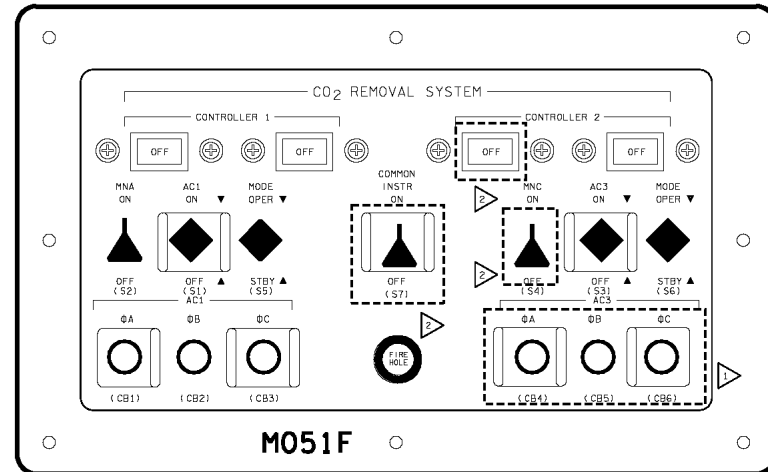 CO2 REMOVAL SYSTEM
CONTROLLER 1
CONTROLLER 2
OFF
OFF
OFF
OFF
MNA
ON
AC1
ON ▼
MODE
OPER ▼
COMMON
INSTR
ON
2
MNC
ON
AC3
ON ▼
MODE
OPER ▼
OFF
(S2)
OFF ▲
(S1)
STBY ▲
(S5)
OFF
(S7)
2
OFF
(S4)
OFF ▲
(S3)
STBY ▲
(S6)
AC1
AC3
ΦA
ΦB
ΦC
2
ΦA
ΦB
ΦC
FIRE
HOLE
1
(CB1)
(CB2)
(CB3)
(CB4)
(CB5)
(CB6)
MO51F